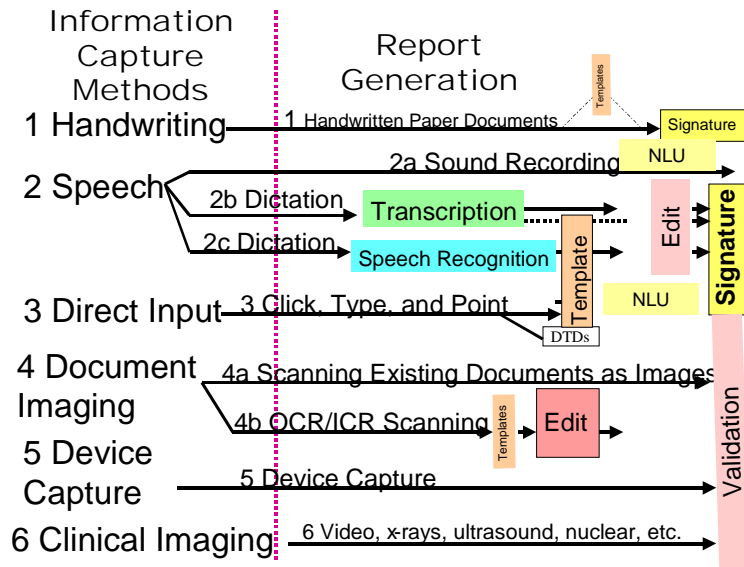 Information
Capture
Methods
Report
Generation
Templates
1 Handwriting
1 Handwritten Paper Documents
Signature
2a Sound Recording
NLU
2 Speech
2b Dictation
Transcription
Edit
Signature
2c Dictation
Speech Recognition
Template
3 Direct Input
3 Click, Type, and Point
NLU
DTDs
4 Document
Imaging
4a Scanning Existing Documents as Images
4b OCR/ICR Scanning
Templates
Edit
Validation
5 Device
Capture
5 Device Capture
6 Clinical Imaging
6 Video, x-rays, ultrasound, nuclear, etc.